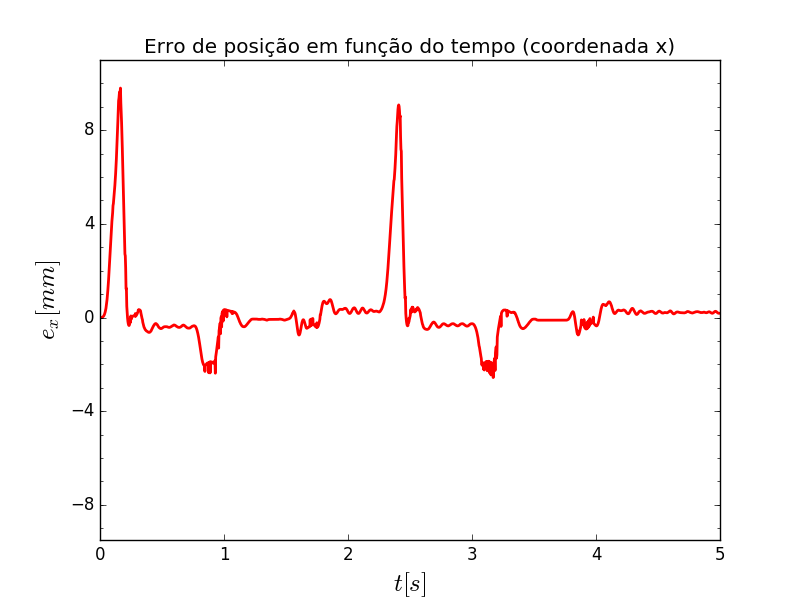 Erro de posição em função do tempo (coordenada x)
e_x[mm]
8
4
0
−4
−8
0 1 2 3 4 5
t[s]